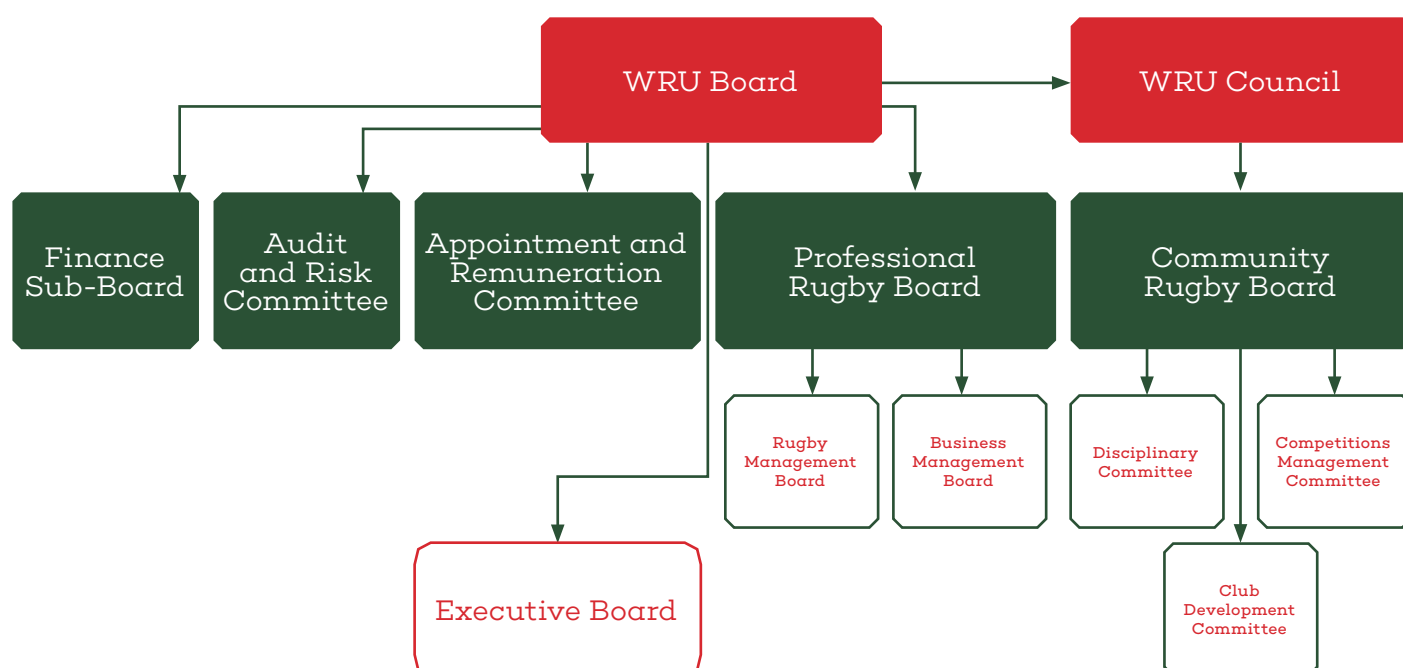 WRU Board
WRU Council
Finance
Sub-Board
Audit
and Risk
Committee
Appointment and
Remuneration
Committee
Professional
Rugby Board
Community
Rugby Board
Rugby
Management
Board
Business
Management
Board
Disciplinary
Committee
Competitions
Management
Committee
Executive Board
Club
Development
Committee